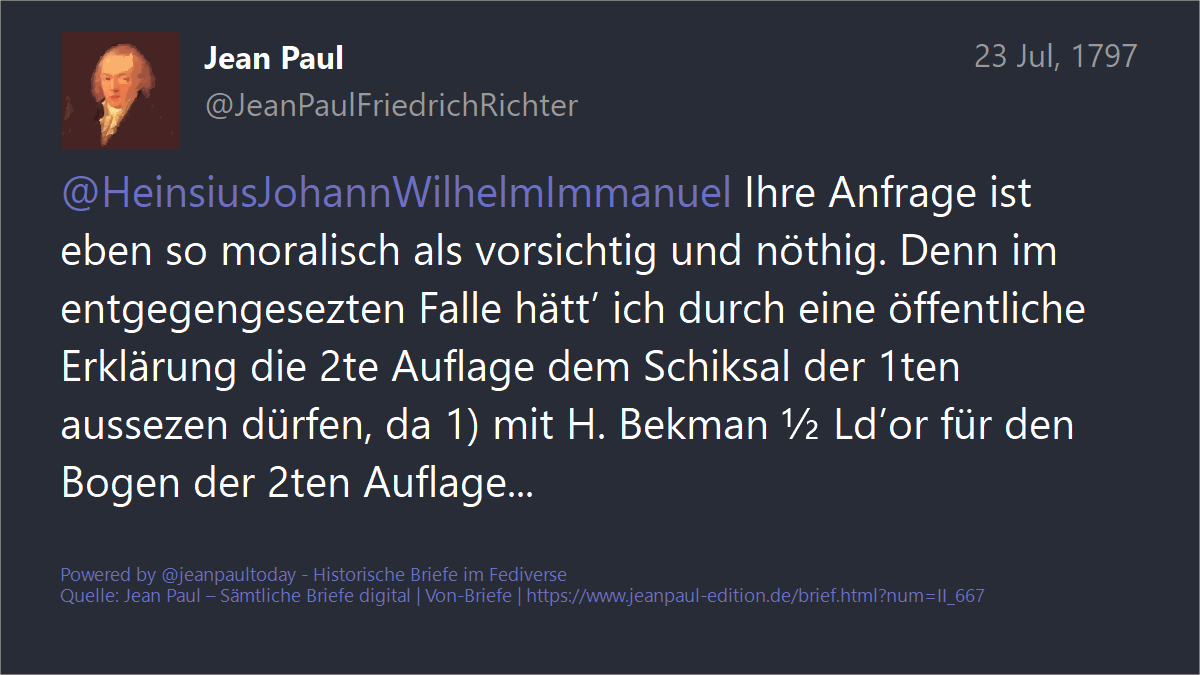 Jean Paul
23 Jul, 1797
@JeanPaulFriedrichRichter
@HeinsiusJohannWilhelmImmanuel Ihre Anfrage ist
eben so moralisch als vorsichtig und nöthig. Denn im
entgegengesezten Falle hätt’ ich durch eine öffentliche
Erklärung die 2te Auflage dem Schiksal der 1ten
aussezen dürfen, da 1) mit H. Bekman ½ Ld’or für den
Bogen der 2ten Auflage...
Powered by @jeanpaultoday - Historische Briefe im Fediverse
Quelle: Jean Paul – Sämtliche Briefe digital | Von-Briefe | https://www.jeanpaul-edition.de/brief.html?num=II_667